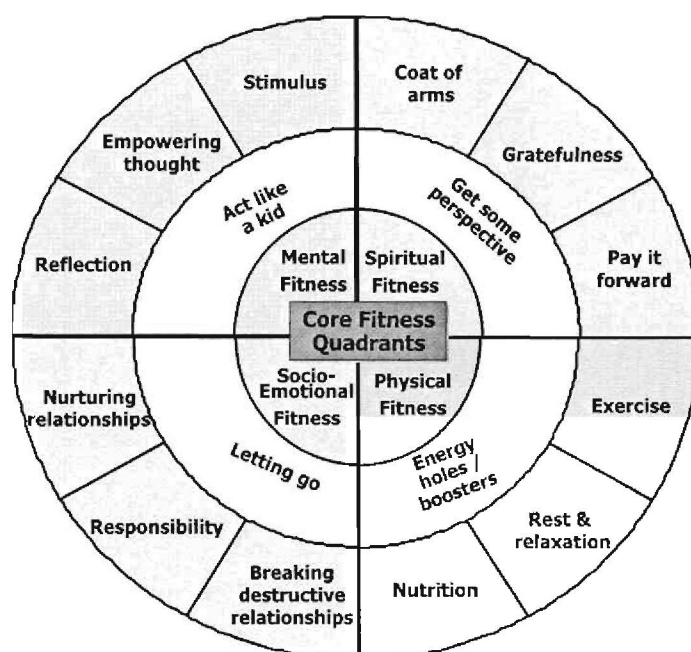 Stimulus
Coat of
arms
Empowering
thought
Gratefulness
Act like
a kid
Get some
perspective
Reflection
Mental
Fitness
Spiritual
Fitness
Pay it
forward
Core Fitness
Quadrants
Nurturing
relationships
Socio-
Emotional
Fitness
Physical
Fitness
Exercise
Letting go
Energy
holes /
boosters
Responsibility
Rest &
relaxation
Breaking
destructive
relationships
Nutrition